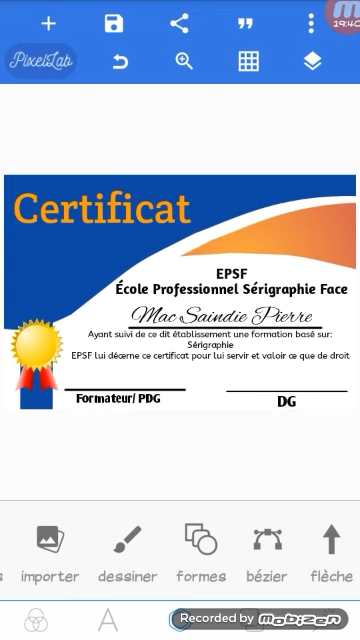 19:40
PixelLab
Certificat
EPSF
École Professionnel Sérigraphie Face
Mac Saindie Pierre
Ayant suivi de ce dit établissement une formation basé sur:
Sérigraphie
EPSF lui décerne ce certificat pour lui servir et valoir ce que de droit
Formateur/ PDG
DG
s importer dessiner formes bézier flèche
Recorded by Mobizen